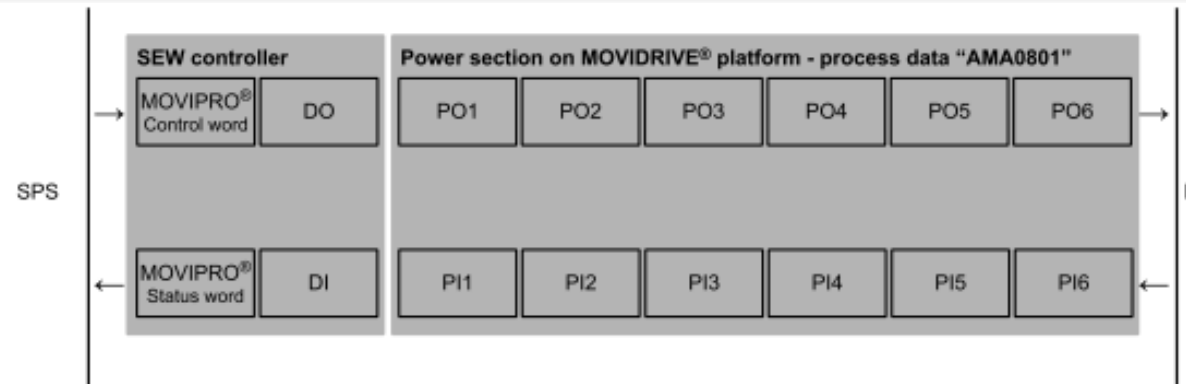 SEW controller
Power section on MOVIDRIVE® platform - process data “AMA0801”
MOVIPRO®
Control word
DO
PO1
PO2
PO3
PO4
PO5
PO6
SPS
MOVIPRO®
Status word
DI
PI1
PI2
PI3
PI4
PI5
PI6